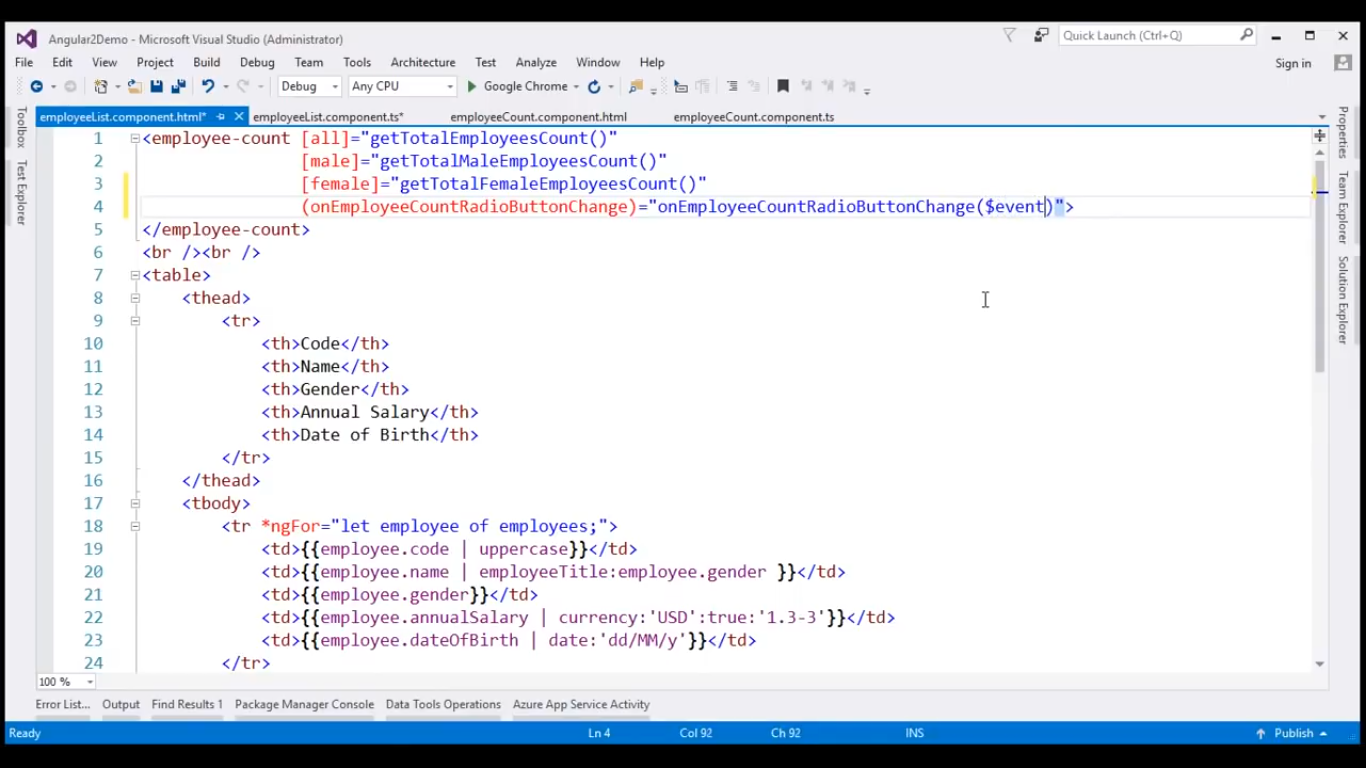 Angular2Demo - Microsoft Visual Studio (Administrator)
Quick Launch (Ctrl+Q)
File Edit View Project Build Debug Team Tools Architecture Test Analyze Window Help
Sign in
Debug Any CPU Google Chrome
employeeList.component.html* employeeList.component.ts* employeeCount.component.html employeeCount.component.ts
Toolbox
Test Explorer
1 <employee-count [all]="getTotalEmployeesCount()"
2 [male]="getTotalMaleEmployeesCount()"
3 [female]="getTotalFemaleEmployeesCount()"
4 (onEmployeeCountRadioButtonChange)="onEmployeeCountRadioButtonChange($event)">
5 </employee-count>
6 <br /><br />
7 <table>
8 <thead>
9 <tr>
10 <th>Code</th>
11 <th>Name</th>
12 <th>Gender</th>
13 <th>Annual Salary</th>
14 <th>Date of Birth</th>
15 </tr>
16 </thead>
17 <tbody>
18 <tr *ngFor="let employee of employees;">
19 <td>{{employee.code | uppercase}}</td>
20 <td>{{employee.name | employeeTitle:employee.gender }}</td>
21 <td>{{employee.gender}}</td>
22 <td>{{employee.annualSalary | currency:'USD':true:'1.3-3'}}</td>
23 <td>{{employee.dateOfBirth | date:'dd/MM/y'}}</td>
24 </tr>
Properties
Team Explorer
Solution Explorer
100 %
Error List... Output Find Results 1 Package Manager Console Data Tools Operations Azure App Service Activity
Ready Ln 4 Col 92 Ch 92 INS Publish